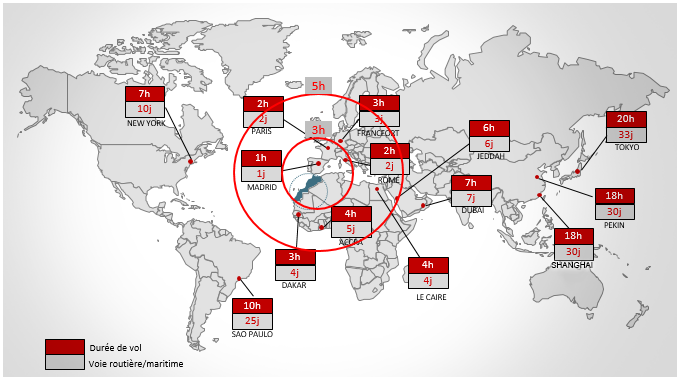 5h
3h
7h
10j
NEW YORK
2h
2j
PARIS
3h
3j
FRANCFORT
20h
33j
TOKYO
6h
6j
JEDDAH
1h
1j
MADRID
2h
2j
ROME
7h
7j
DUBAI
18h
30j
PEKIN
4h
5j
ACCRA
18h
30j
SHANGHAI
3h
4j
DAKAR
4h
4j
LE CAIRE
10h
25j
SAO PAULO
Durée de vol
Voie routière/maritime